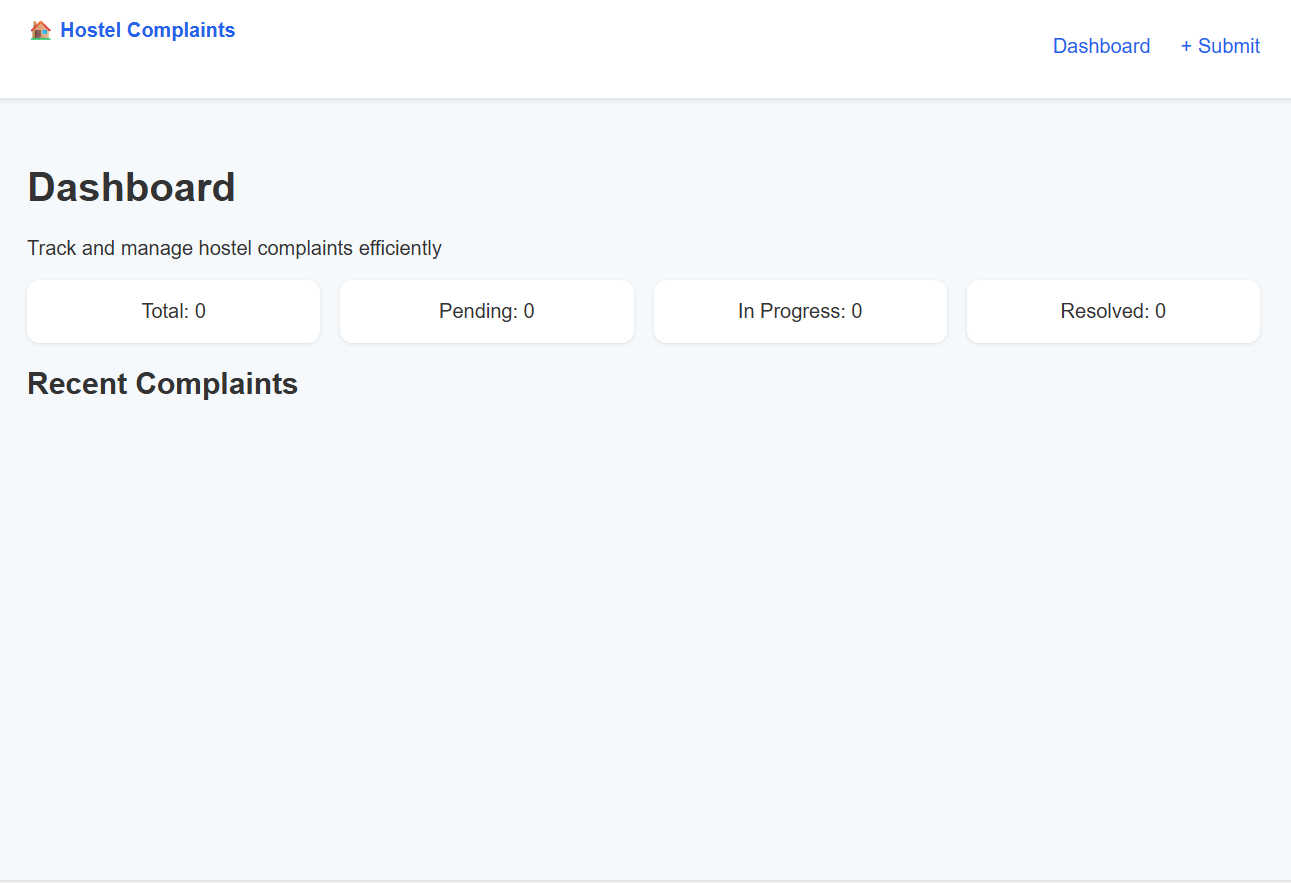 Hostel Complaints
Dashboard + Submit
Dashboard
Track and manage hostel complaints efficiently
Total: 0 Pending: 0 In Progress: 0 Resolved: 0
Recent Complaints